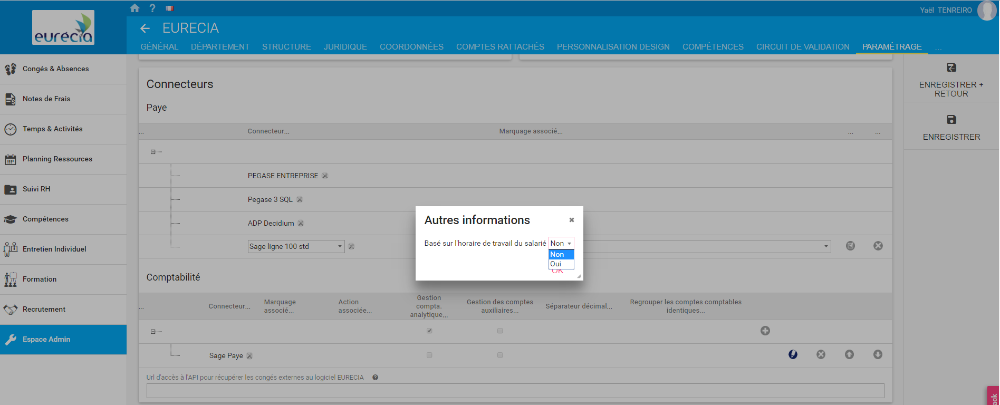 eurécia
Yaël TENREIRO
EURECIA
GÉNÉRAL DÉPARTEMENT STRUCTURE JURIDIQUE COORDONNÉES COMPTES RATTACHÉS PERSONNALISATION DESIGN COMPÉTENCES CIRCUIT DE VALIDATION PARAMÉTRAGE ...
Congés & Absences
Notes de Frais
Temps & Activités
Planning Ressources
Suivi RH
Compétences
Entretien Individuel
Formation
Recrutement
Espace Admin
Connecteurs
Paye
... Connecteur... Marquage associé... ... ...
PEGASE ENTREPRISE
Pegase 3 SQL
ADP Decidium
Sage ligne 100 std
Autres informations
Basé sur l'horaire de travail du salarié Non
Non
Oui
OK
Comptabilité
... Connecteur... Marquage associé... Action associée... Gestion compta. analytique... Gestion des comptes auxiliaires... Séparateur décimal... Regrouper les comptes comptables identiques...
Sage Paye
Url d'accès à l'API pour récupérer les congés externes au logiciel EURECIA
ENREGISTRER +
RETOUR
ENREGISTRER
ack